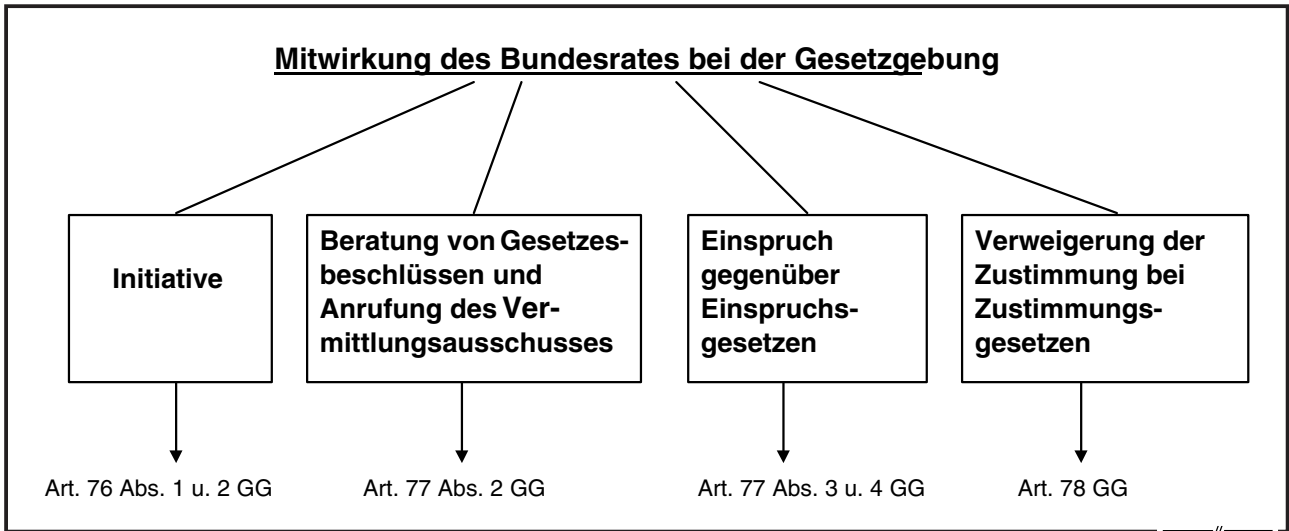 Mitwirkung des Bundesrates bei der Gesetzgebung
Initiative
Beratung von Gesetzes-
beschlüssen und
Anrufung des Ver-
mittlungsausschusses
Einspruch
gegenüber
Einspruchs-
gesetzen
Verweigerung der
Zustimmung bei
Zustimmungs-
gesetzen
Art. 76 Abs. 1 u. 2 GG
Art. 77 Abs. 2 GG
Art. 77 Abs. 3 u. 4 GG
Art. 78 GG